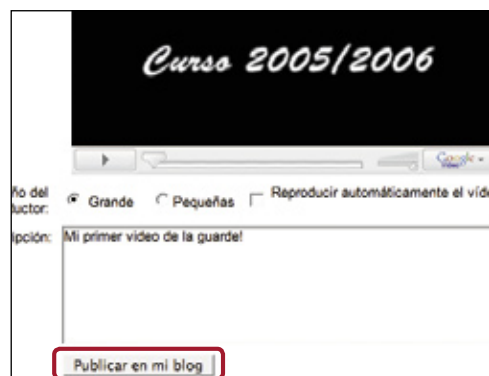 Curso 2005/2006
Google
ño del
uctor:
Grande
Pequeñas
Reproducir automáticamente el víde
ipción:
Mi primer video de la guarde!
Publicar en mi blog